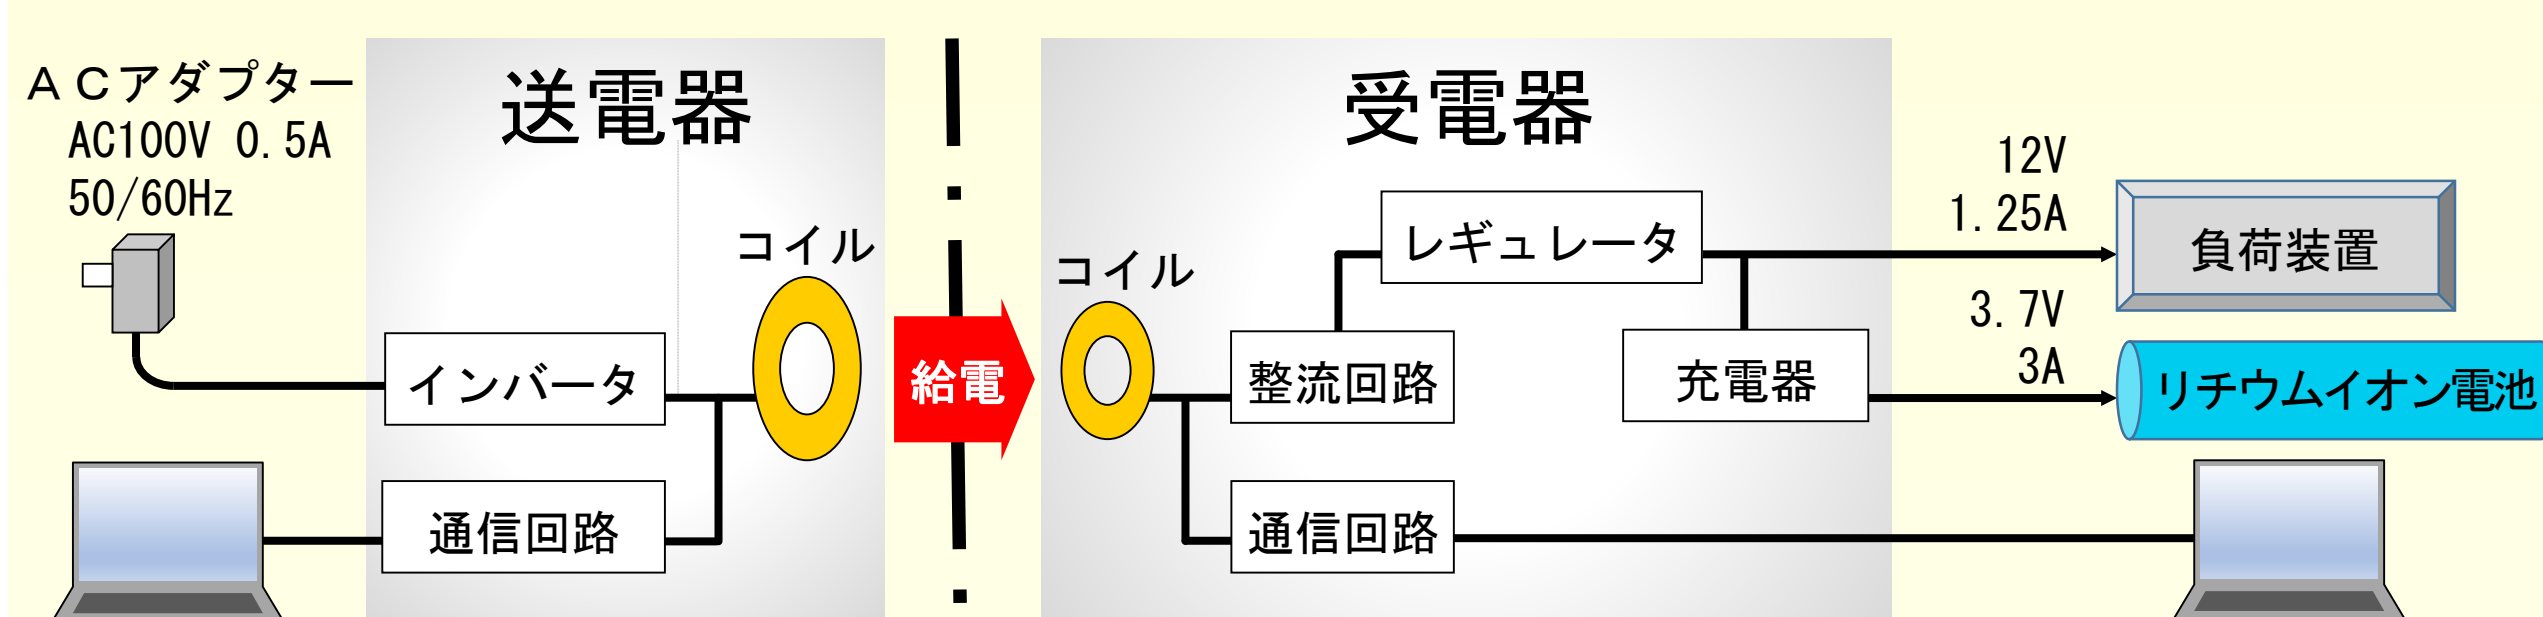 ＡＣアダプター
AC100V 0.5A
50/60Hz
送電器
コイル
インバータ
通信回路
給電
受電器
コイル
レギュレータ
整流回路
充電器
通信回路
12V
1.25A
負荷装置
3.7V
3A
リチウムイオン電池